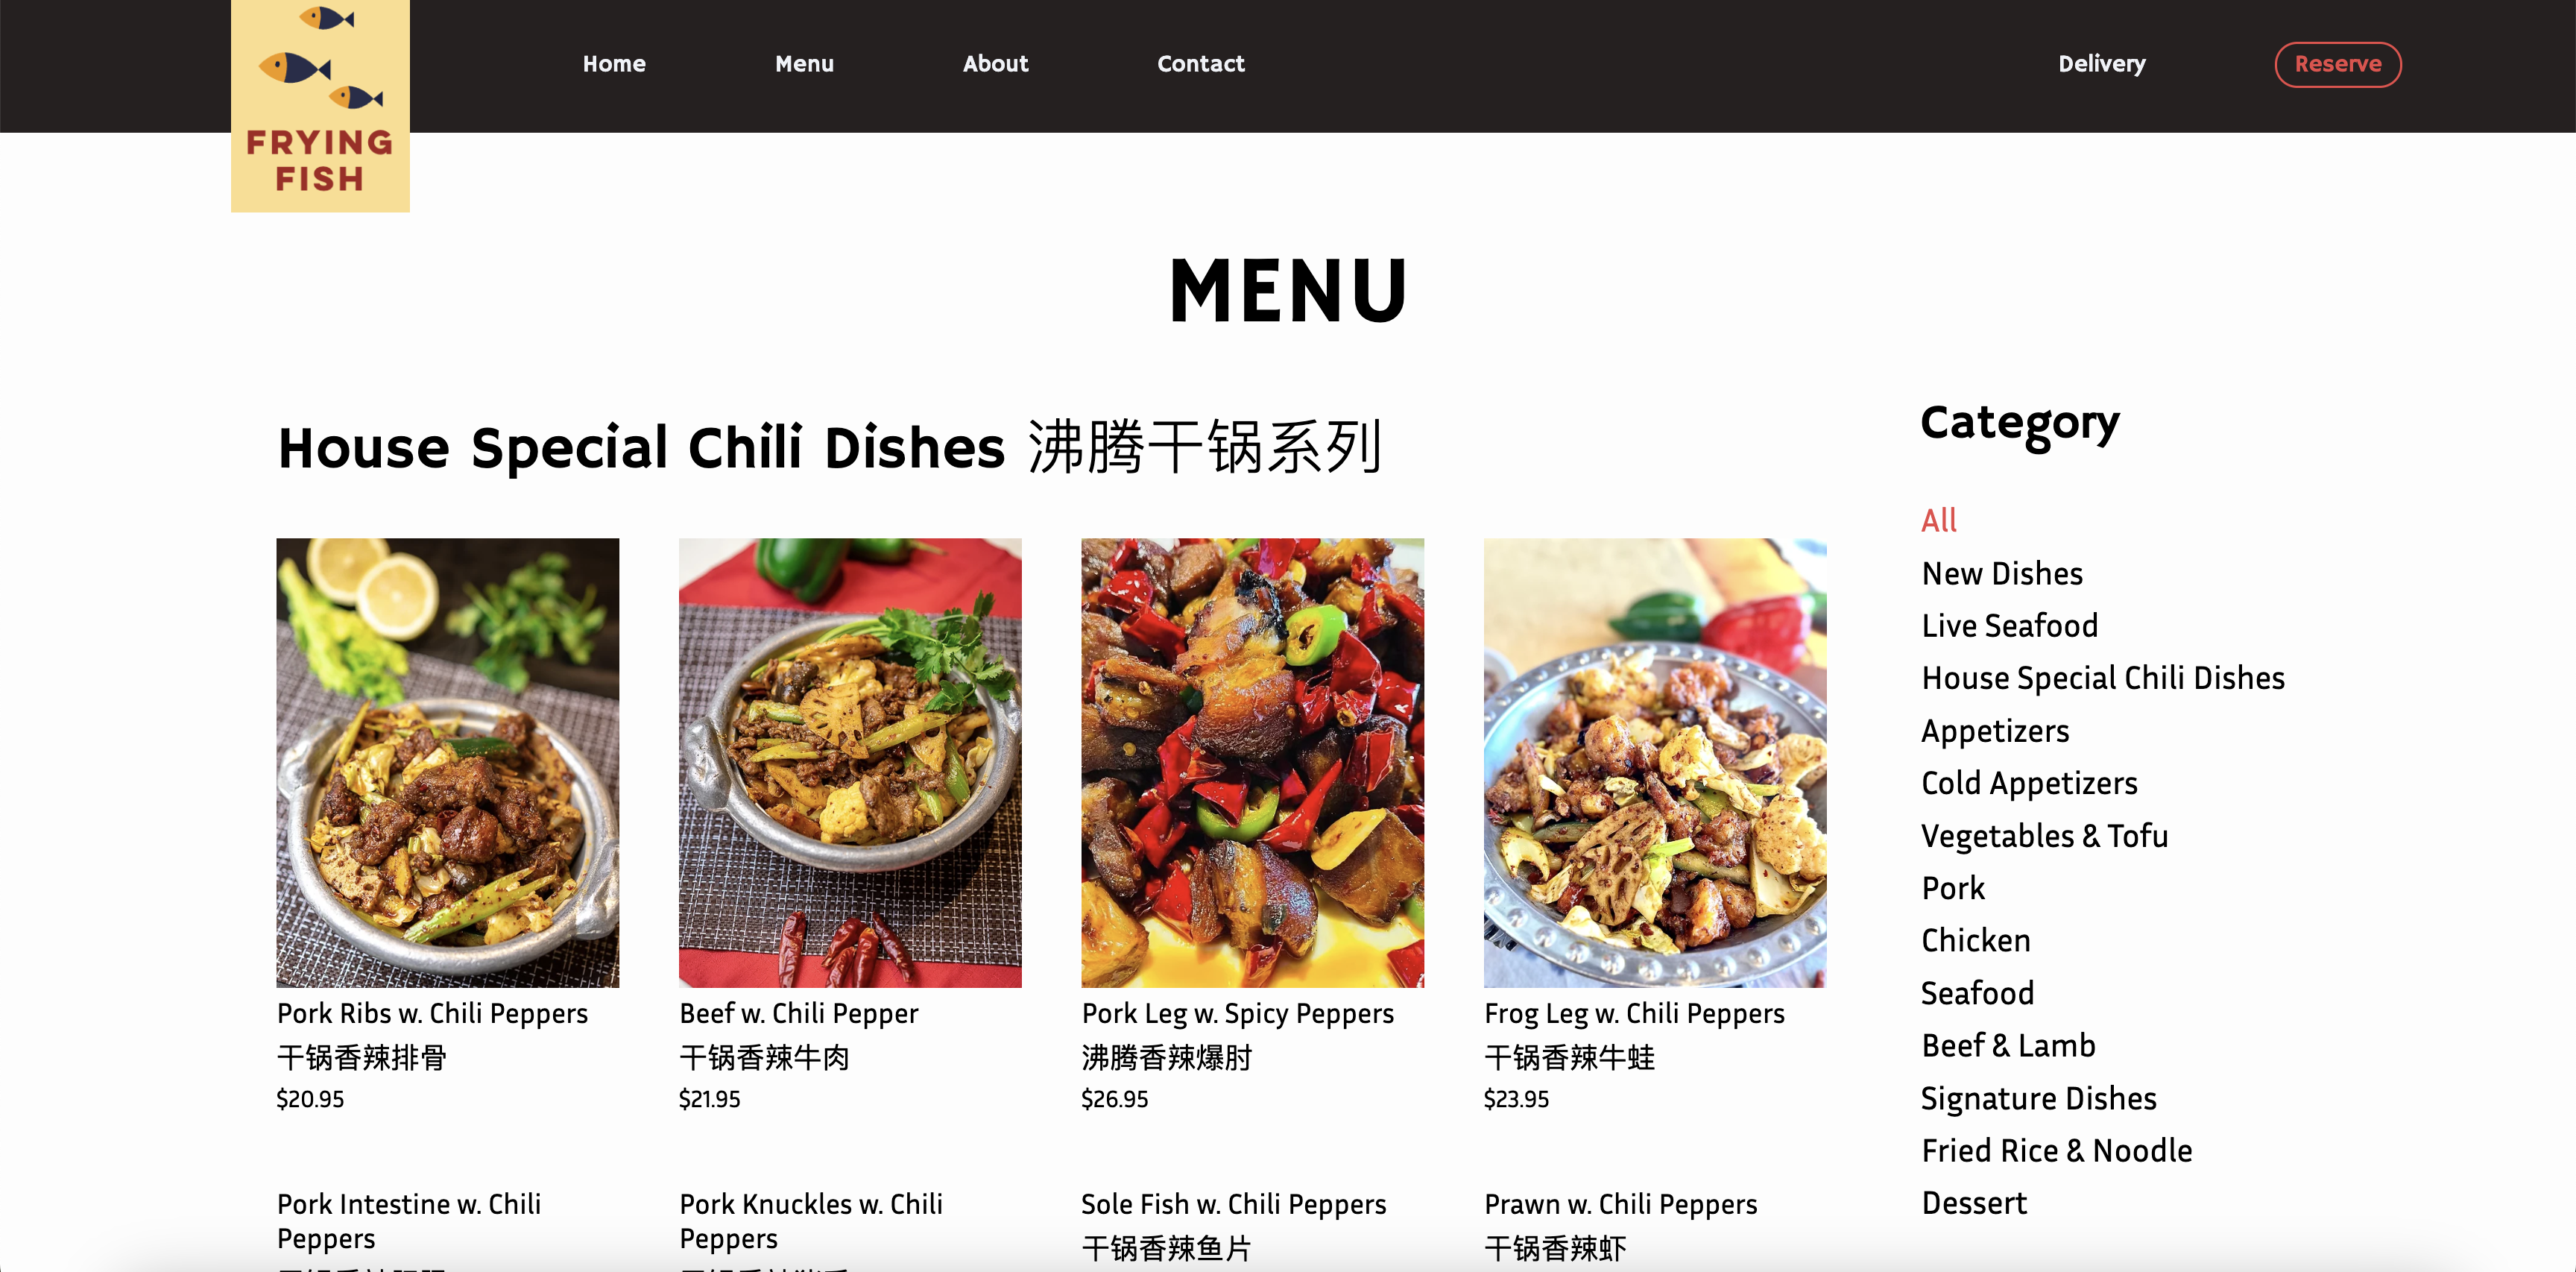 FRYING
FISH
Home
Menu
About
Contact
Delivery
Reserve
MENU
House Special Chili Dishes 沸腾干锅系列
Pork Ribs w. Chili Peppers
干锅香辣排骨
$20.95
Beef w. Chili Pepper
干锅香辣牛肉
$21.95
Pork Leg w. Spicy Peppers
沸腾香辣爆肘
$26.95
Frog Leg w. Chili Peppers
干锅香辣牛蛙
$23.95
Pork Intestine w. Chili
Peppers
Pork Knuckles w. Chili
Peppers
Sole Fish w. Chili Peppers
干锅香辣鱼片
Prawn w. Chili Peppers
干锅香辣虾
Category
All
New Dishes
Live Seafood
House Special Chili Dishes
Appetizers
Cold Appetizers
Vegetables & Tofu
Pork
Chicken
Seafood
Beef & Lamb
Signature Dishes
Fried Rice & Noodle
Dessert